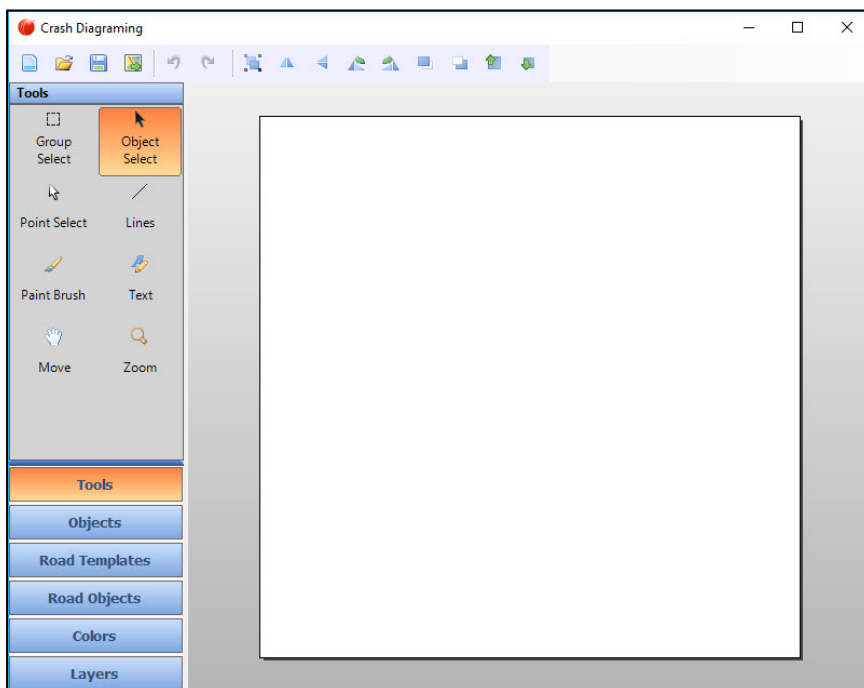 Crash Diagraming
Tools
Group
Select
Object
Select
Point Select
Lines
Paint Brush
Text
Move
Zoom
Tools
Objects
Road Templates
Road Objects
Colors
Layers